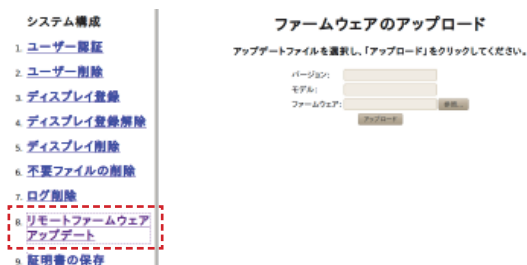 システム構成
1. ユーザー認証
2. ユーザー削除
3. ディスプレイ登録
4. ディスプレイ登録解除
5. ディスプレイ削除
6. 不要ファイルの削除
7. ログ削除
8. リモートファームウェア
アップデート
9. 証明書の保存
ファームウェアのアップロード
アップデートファイルを選択し、「アップロード」をクリックしてください。
バージョン:
モデル:
ファームウェア:
参照...
アップロード